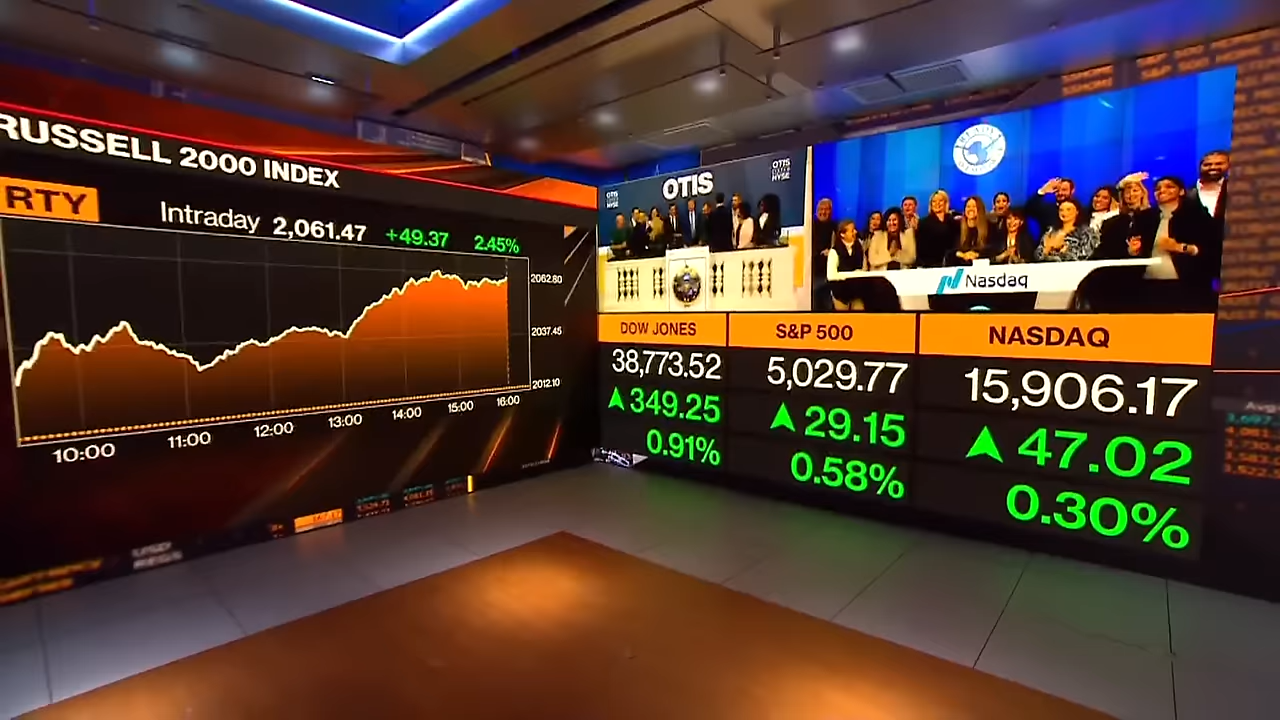 RUSSELL 2000 INDEX
RTY
Intraday 2,061.47 +49.37 2.45%
2062.80
2037.45
2012.10
10:00 11:00 12:00 13:00 14:00 15:00 16:00
OTIS
OTIS
NYSE
OTIS
NYSE
Nasdaq
DOW JONES
38,773.52
▲349.25
0.91%
S&P 500
5,029.77
▲29.15
0.58%
NASDAQ
15,906.17
▲47.02
0.30%